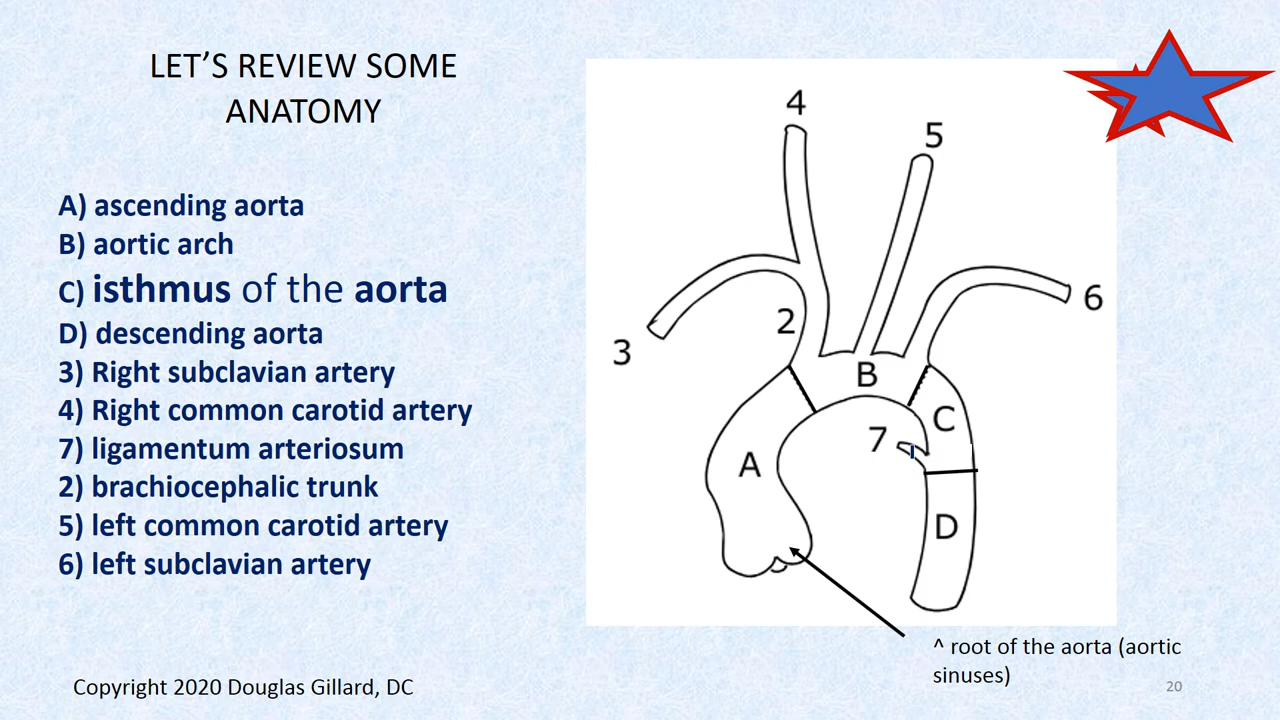 LET'S REVIEW SOME
ANATOMY
A) ascending aorta
B) aortic arch
C) isthmus of the aorta
D) descending aorta
3) Right subclavian artery
4) Right common carotid artery
7) ligamentum arteriosum
2) brachiocephalic trunk
5) left common carotid artery
6) left subclavian artery
4
5
6
2
3
B
C
7
A
D
^ root of the aorta (aortic
sinuses)
Copyright 2020 Douglas Gillard, DC
20